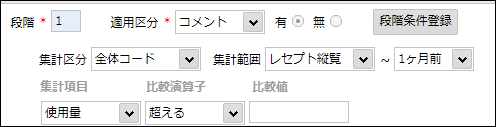 段階 * 1 適用区分 * コメント 有 無 段階条件登録
集計区分 全体コード 集計範囲 レセプト縦覧 ~ 1ヶ月前
集計項目 比較演算子 比較値
使用量 超える